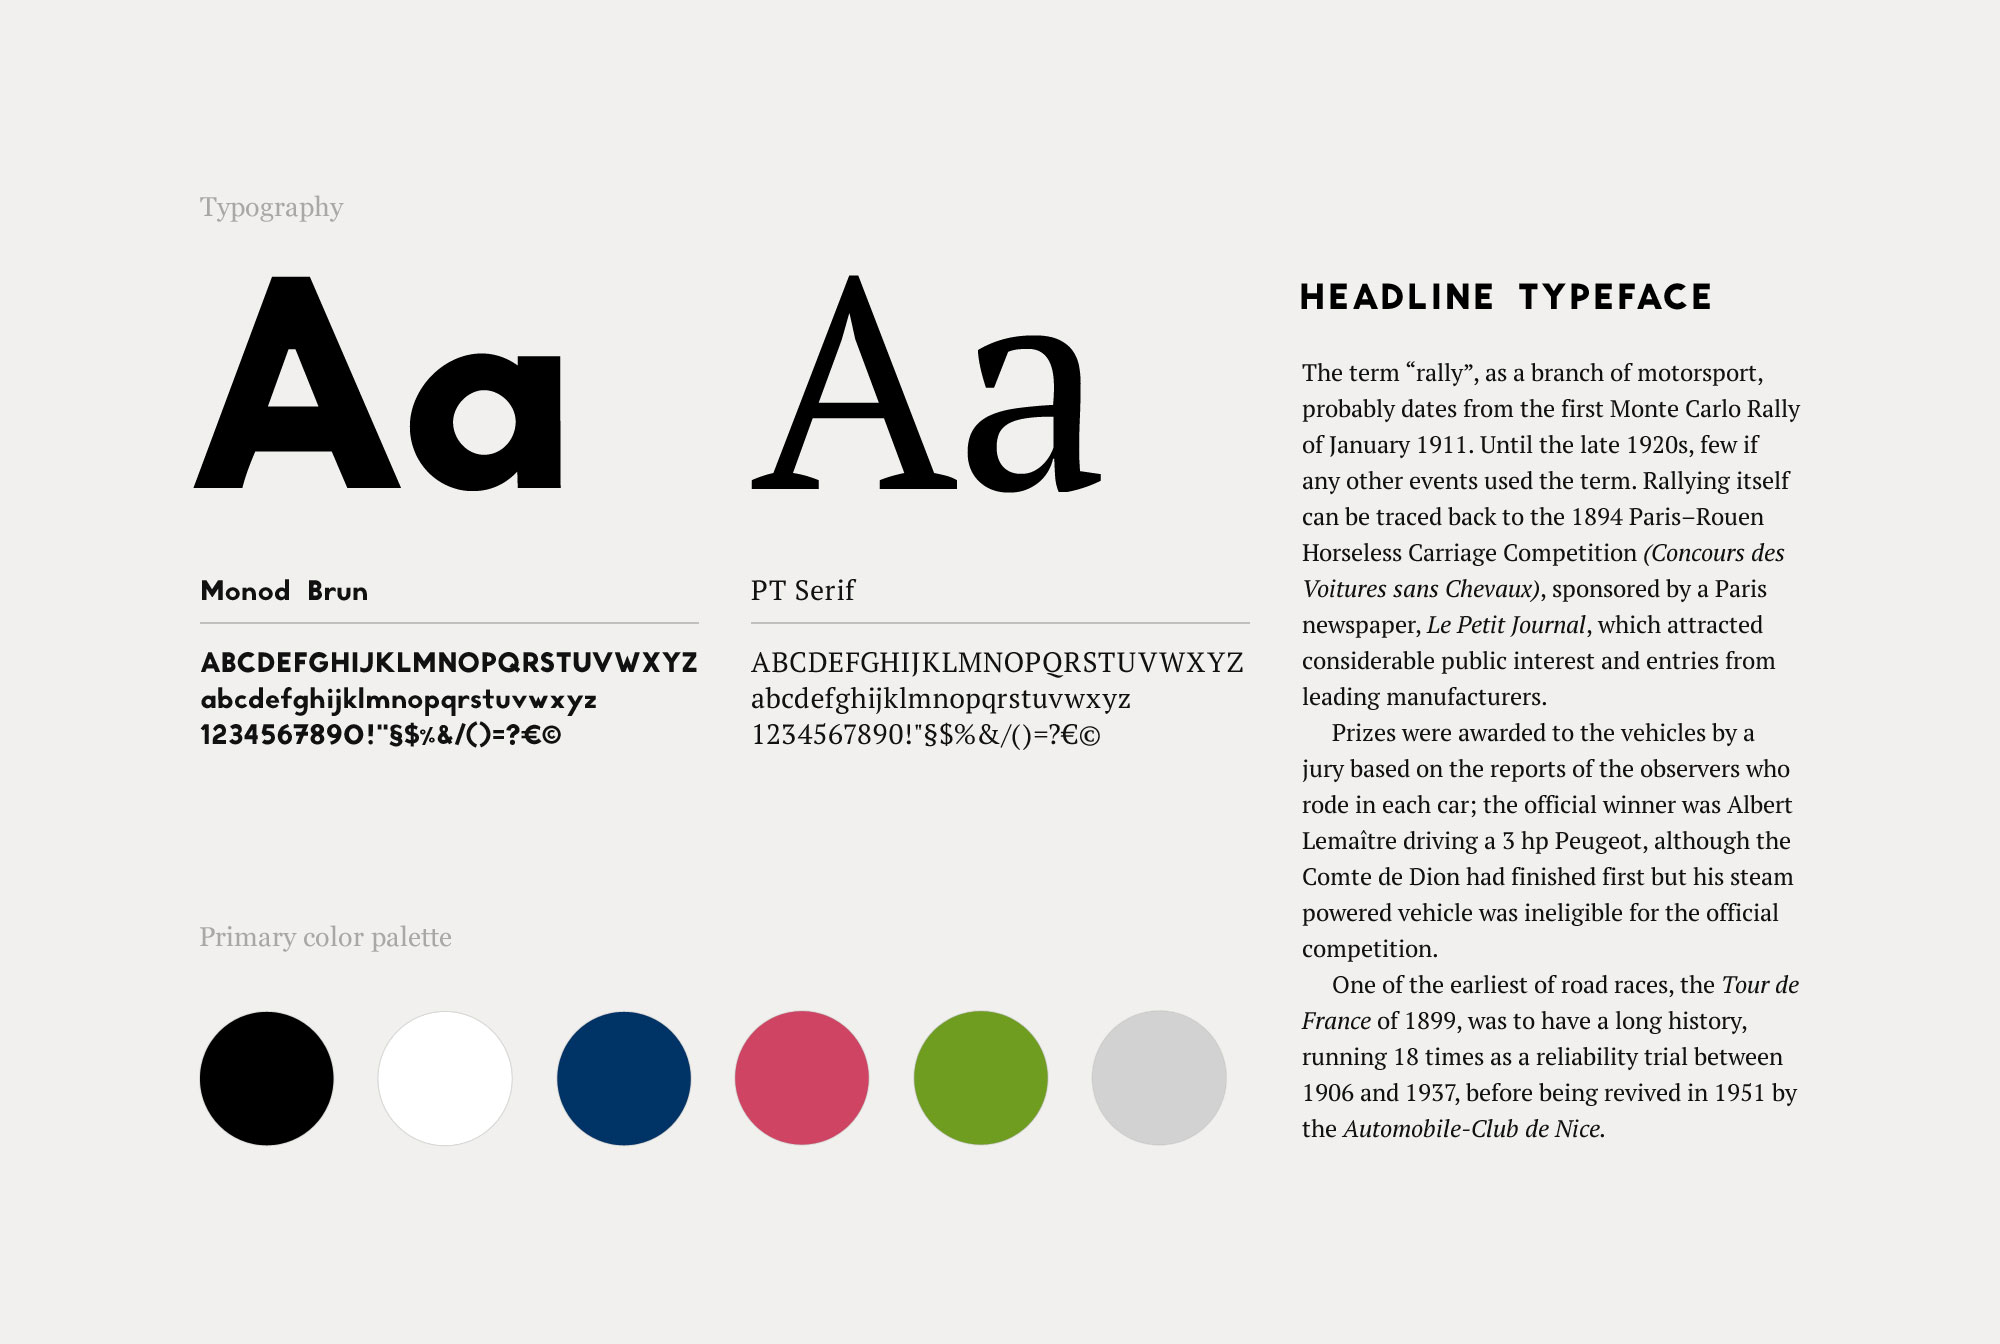 Typography
Aa
Monod Brun
ABCDEFGHIJKLMNOPQRSTUVWXYZ
abcdefghijklmnopqrstuvwxyz
1234567890!"§$%&/()=?€©
Aa
PT Serif
ABCDEFGHIJKLMNOPQRSTUVWXYZ
abcdefghijklmnopqrstuvwxyz
1234567890!"§$%&/()=?€©
Primary color palette
HEADLINE TYPEFACE
The term “rally”, as a branch of motorsport,
probably dates from the first Monte Carlo Rally
of January 1911. Until the late 1920s, few if
any other events used the term. Rallying itself
can be traced back to the 1894 Paris–Rouen
Horseless Carriage Competition (Concours des
Voitures sans Chevaux), sponsored by a Paris
newspaper, Le Petit Journal, which attracted
considerable public interest and entries from
leading manufacturers.
Prizes were awarded to the vehicles by a
jury based on the reports of the observers who
rode in each car; the official winner was Albert
Lemaître driving a 3 hp Peugeot, although the
Comte de Dion had finished first but his steam
powered vehicle was ineligible for the official
competition.
One of the earliest of road races, the Tour de
France of 1899, was to have a long history,
running 18 times as a reliability trial between
1906 and 1937, before being revived in 1951 by
the Automobile-Club de Nice.